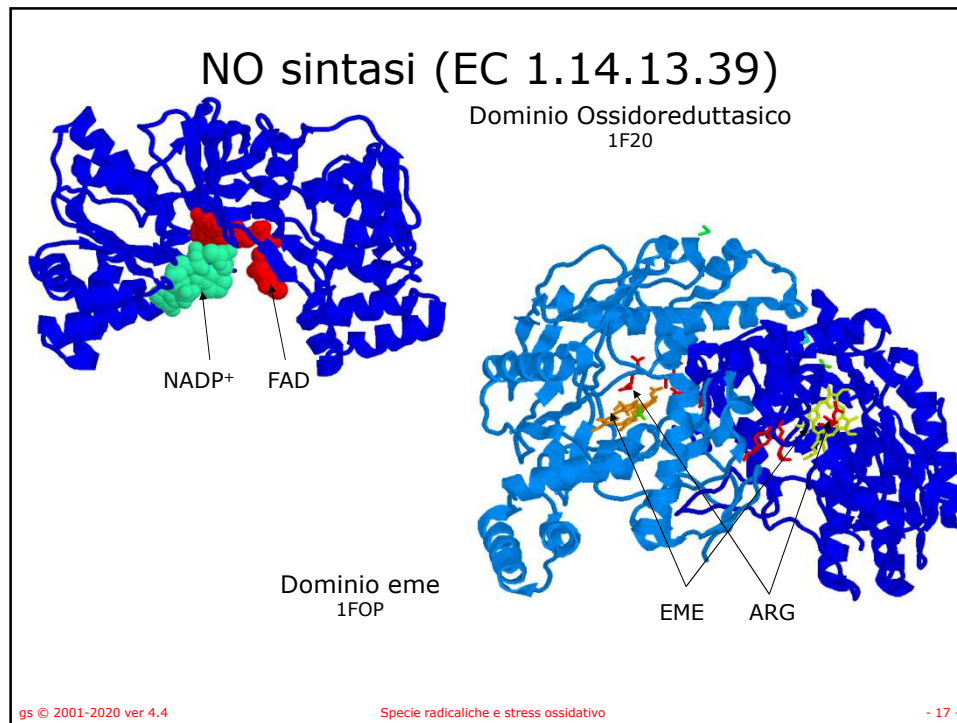 NO sintasi (EC 1.14.13.39)
Dominio Ossidoreduttasico
1F20
NADP+ FAD
Dominio eme
1FOP
EME ARG
gs © 2001-2020 ver 4.4 Specie radicaliche e stress ossidativo - 17 -